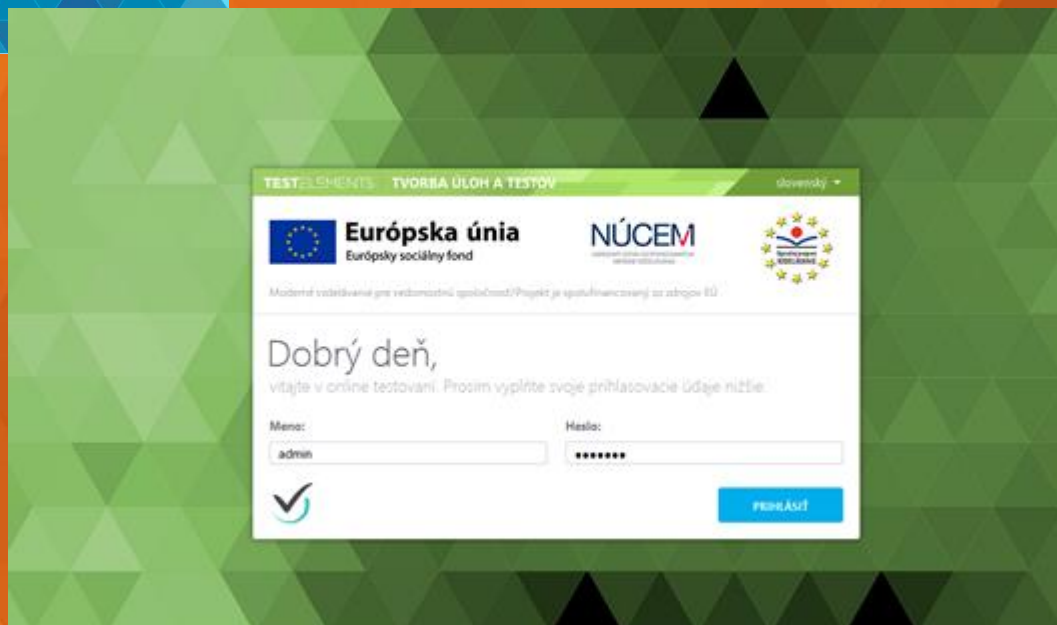 TESTELEMENTS TVORBA ÚLOH A TESTOV slovenský
Európska únia
Európsky sociálny fond
NÚCEM
Moderné vzdelávanie pre vedomostnú spoločnosť/Projekt je spolufinancovaný zo zdrojov EÚ
Dobrý deň,
vitajte v online testovaní. Prosím vyplňte svoje prihlasovacie údaje nižšie.
Meno: Heslo:
admin •••••••
PRIHLÁSIŤ